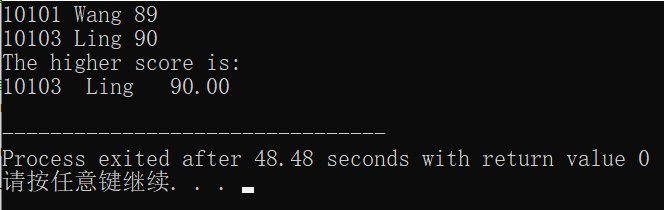 10101 Wang 89
10103 Ling 90
The higher score is:
10103  Ling   90.00
--------------------------------
Process exited after 48.48 seconds with return value 0
请按任意键继续. . .